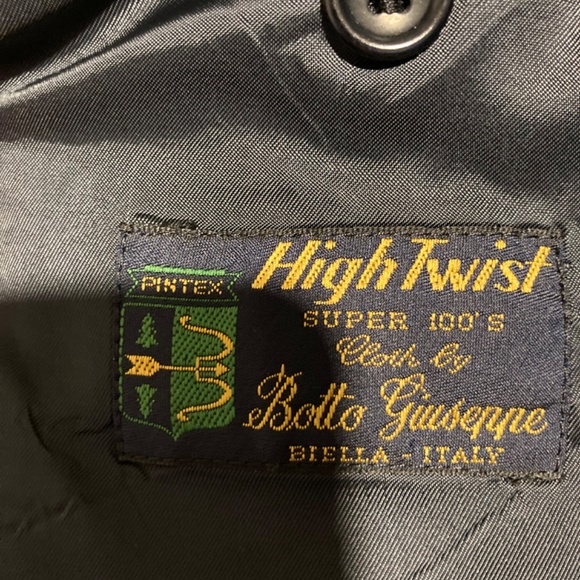 PINTEX
High Twist
SUPER 100'S
Cloth by
Botto Giuseppe
BIELLA - ITALY